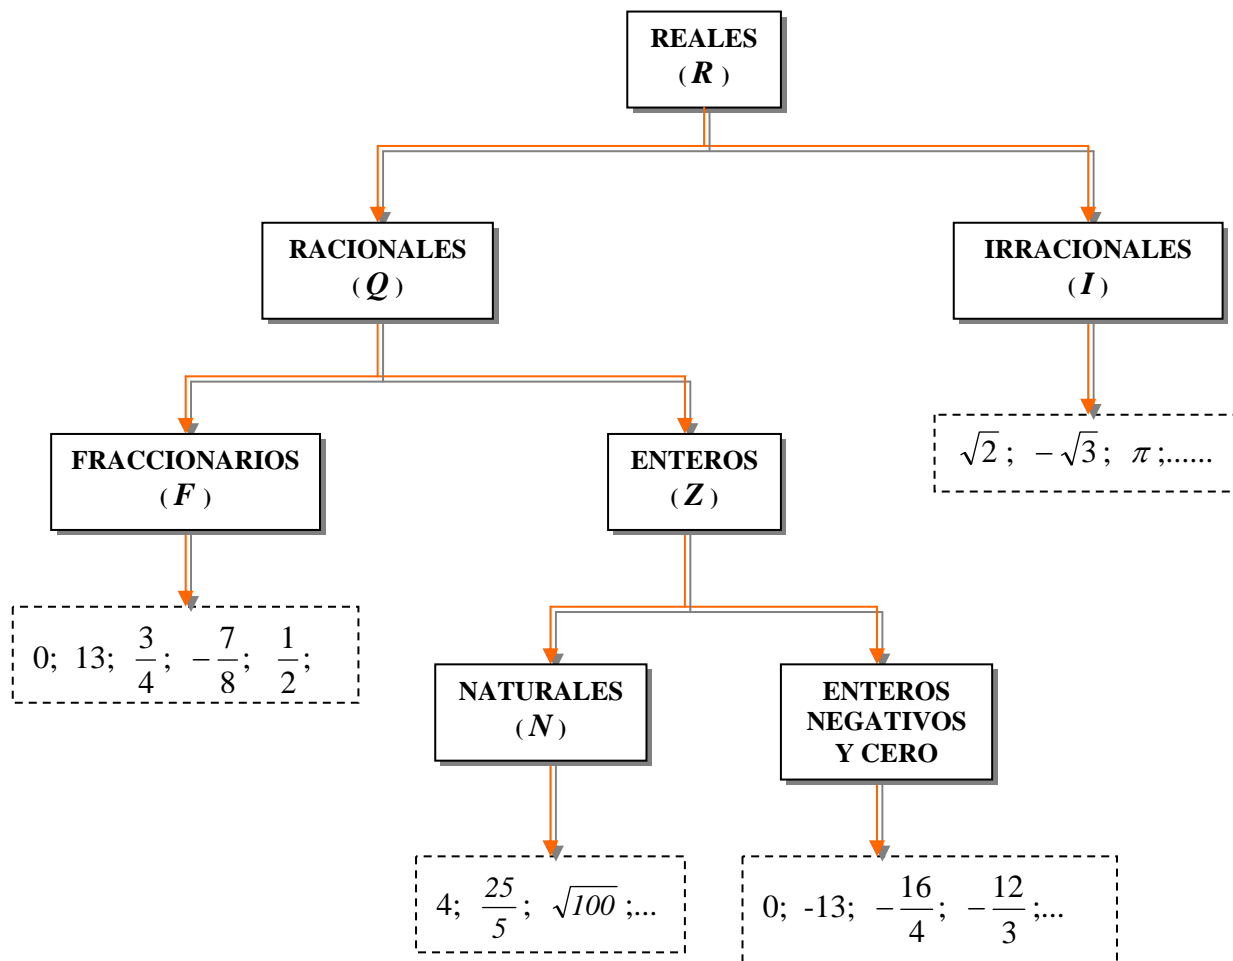 REALES
( R )
RACIONALES
( Q )
IRRACIONALES
( I )
FRACCIONARIOS
( F )
ENTEROS
( Z )
√2 ; −√3 ; π ;......
0; 13; 3/4 ; −7/8 ; 1/2 ;
NATURALES
( N )
ENTEROS
NEGATIVOS
Y CERO
4; 25/5 ; √100 ;...
0; -13; −16/4 ; −12/3 ;...